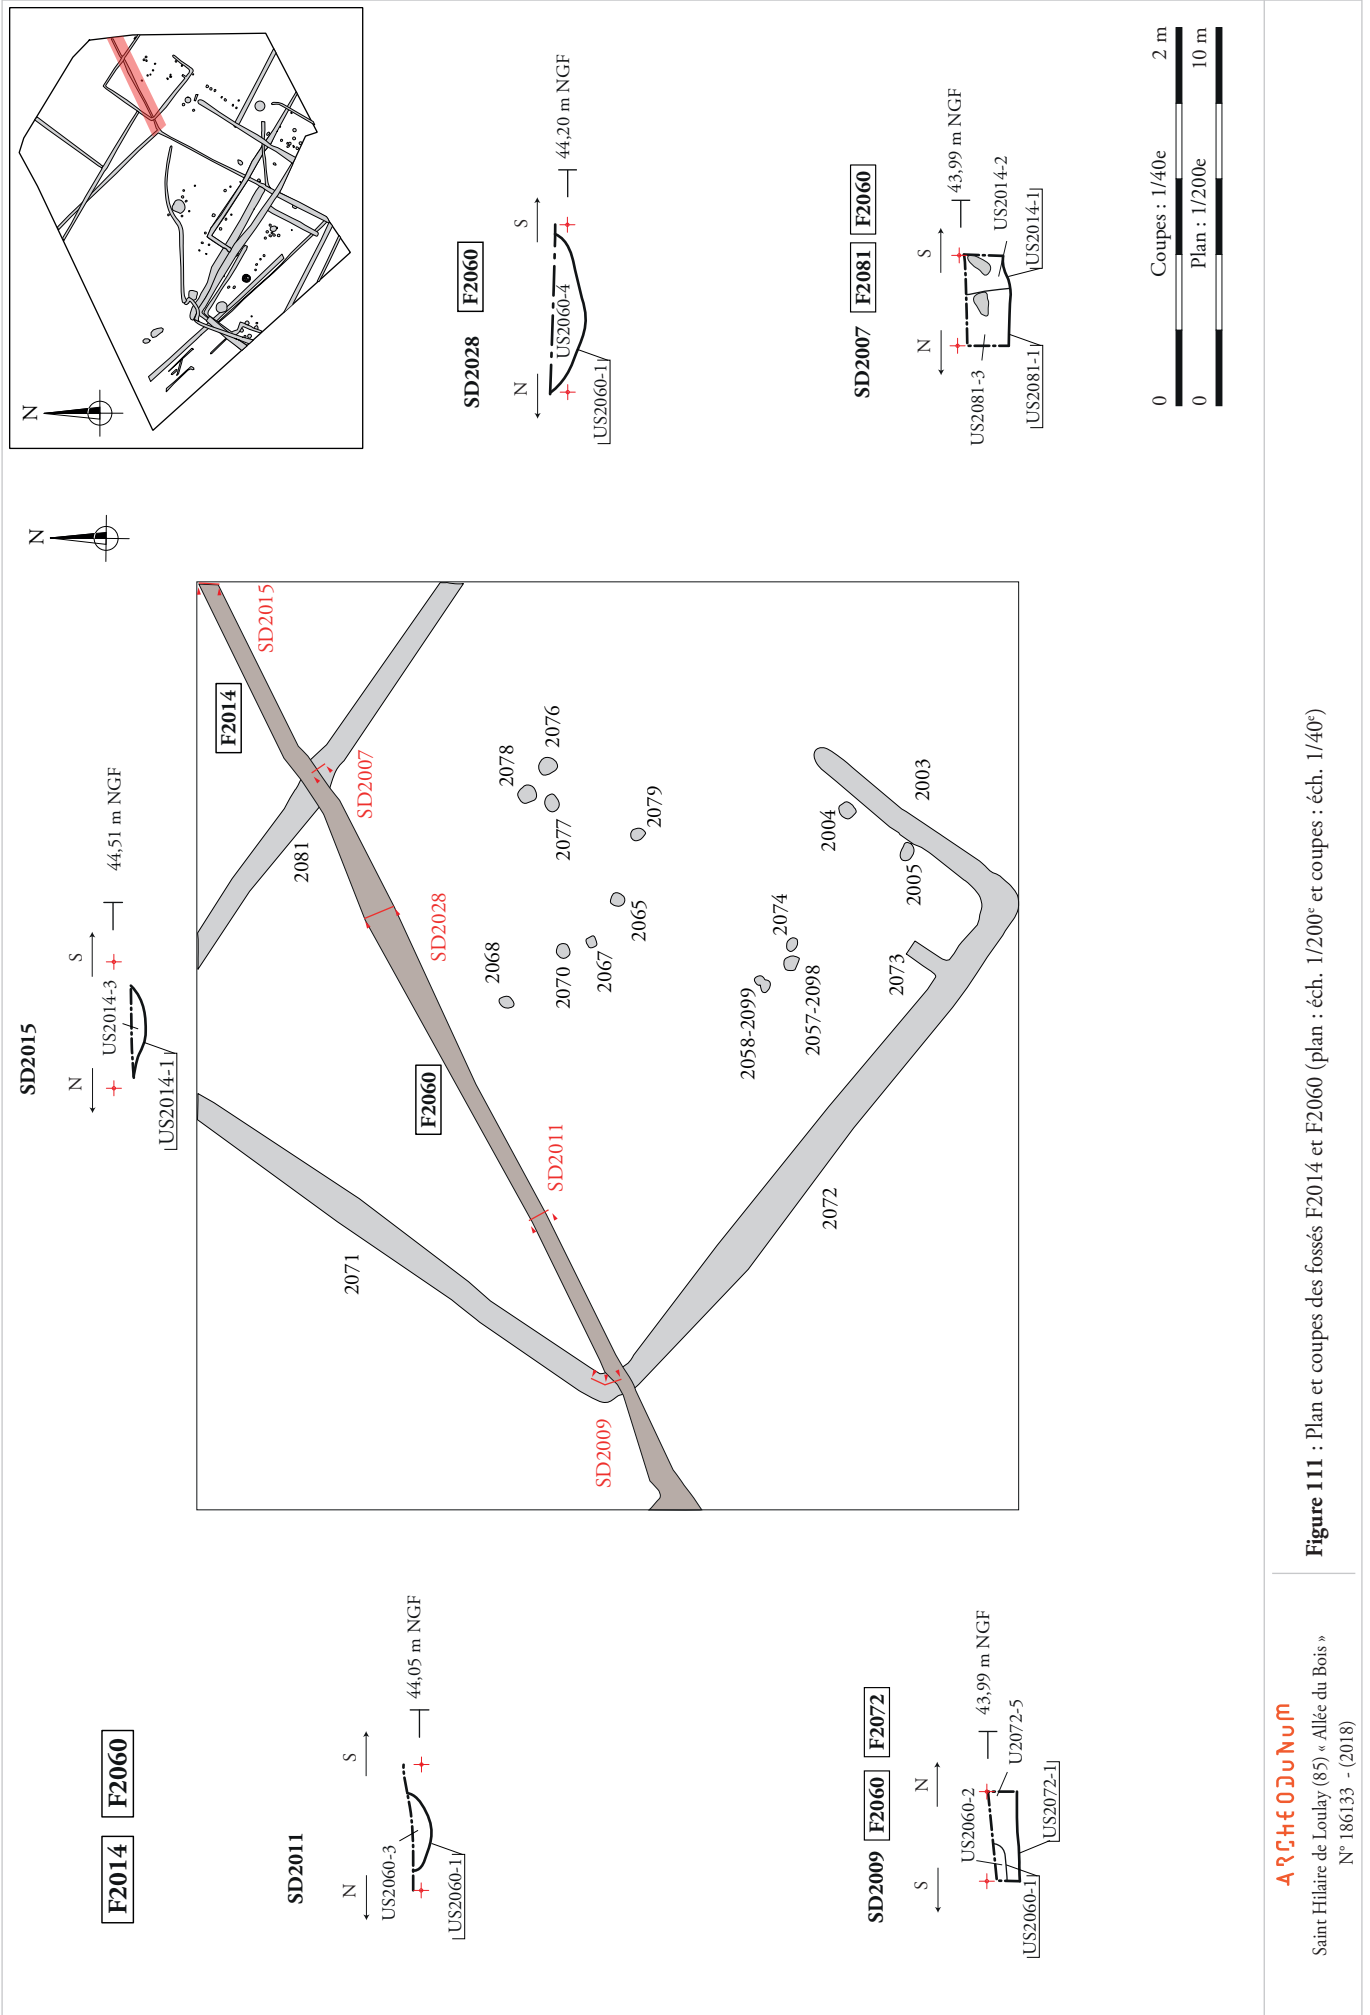 F2014 F2060
SD2015
N S
US2014-3
44,51 m NGF
US2014-1
N
N
SD2011
N S
US2060-3
44,05 m NGF
US2060-1
SD2028 F2060
N S
US2060-4
44,20 m NGF
US2060-1
SD2009 F2060 F2072
S N
US2060-2
43,99 m NGF
U2072-5
US2060-1
US2072-1
SD2007 F2081 F2060
N S
US2081-3
43,99 m NGF
US2014-2
US2081-1
US2014-1
F2014
SD2015
2081
SD2007
2071
F2060
SD2028
2068
2078
2076
2070
2077
SD2011
2067
2065
2079
SD2009
2058-2099
2074
2057-2098
2004
2072
2073
2005
2003
0 Coupes : 1/40e 2 m
0 Plan : 1/200e 10 m
ARCHEODUNUM
Saint Hilaire de Loulay (85) « Allée du Bois »
N° 186133 - (2018)
Figure 111 : Plan et coupes des fossés F2014 et F2060 (plan : éch. 1/200e et coupes : éch. 1/40e)